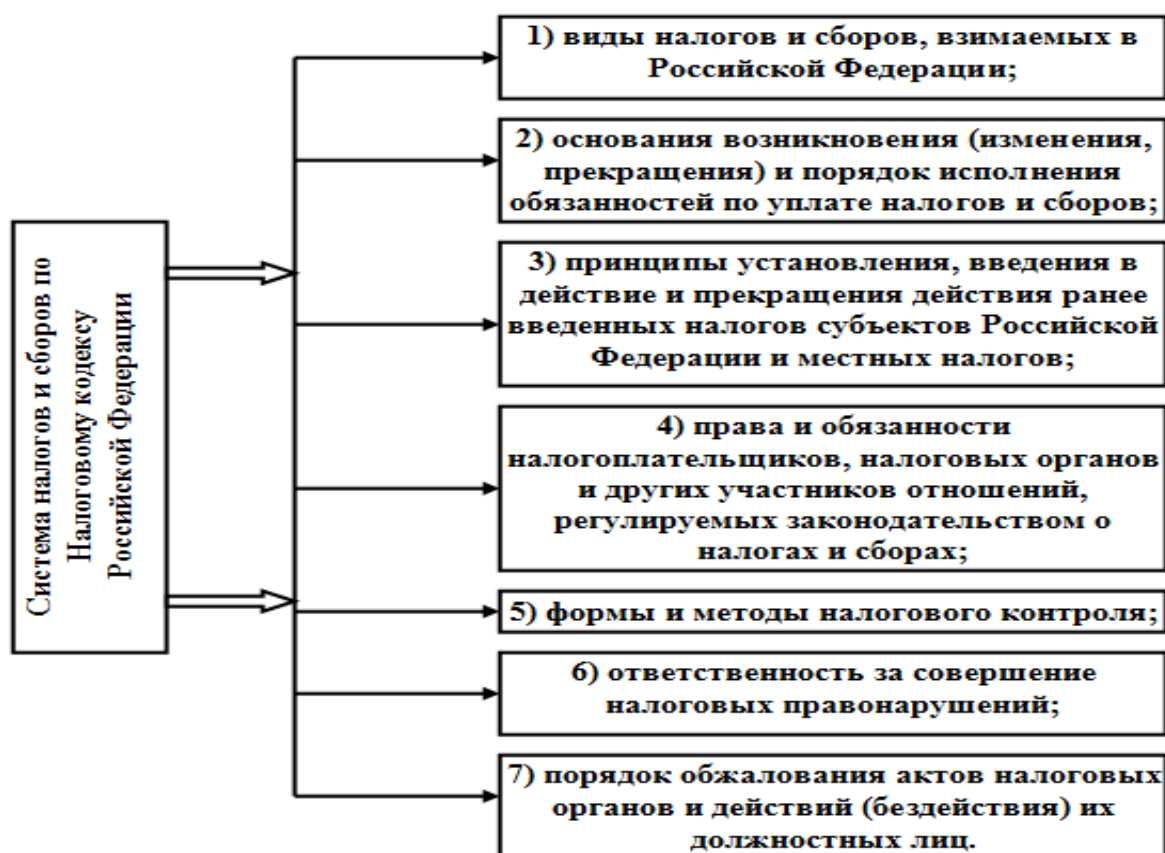 Система налогов и сборов по
Налоговому кодексу
Российской Федерации
1) виды налогов и сборов, взимаемых в
Российской Федерации;
2) основания возникновения (изменения,
прекращения) и порядок исполнения
обязанностей по уплате налогов и сборов;
3) принципы установления, введения в
действие и прекращения действия ранее
введенных налогов субъектов Российской
Федерации и местных налогов;
4) права и обязанности
налогоплательщиков, налоговых органов
и других участников отношений,
регулируемых законодательством о
налогах и сборах;
5) формы и методы налогового контроля;
6) ответственность за совершение
налоговых правонарушений;
7) порядок обжалования актов налоговых
органов и действий (бездействия) их
должностных лиц.